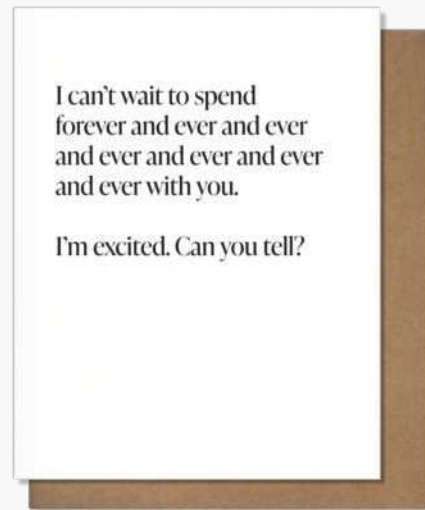 I can't wait to spend
forever and ever and ever
and ever and ever and ever
and ever with you.
I'm excited. Can you tell?